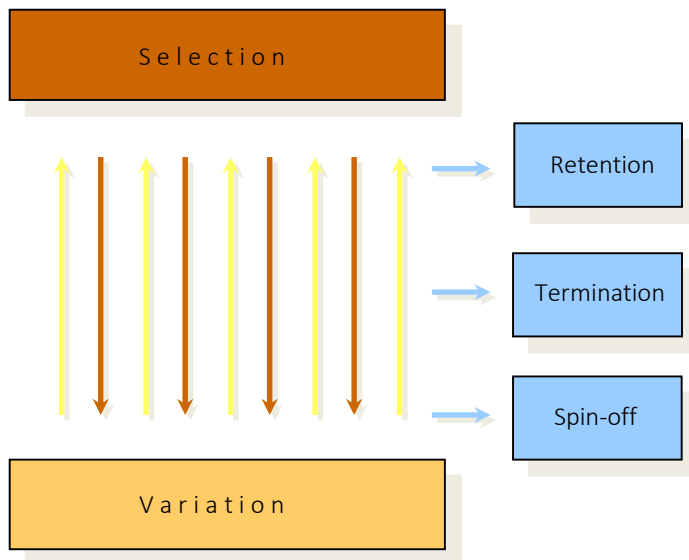 Selection
Retention
Termination
Spin-off
Variation